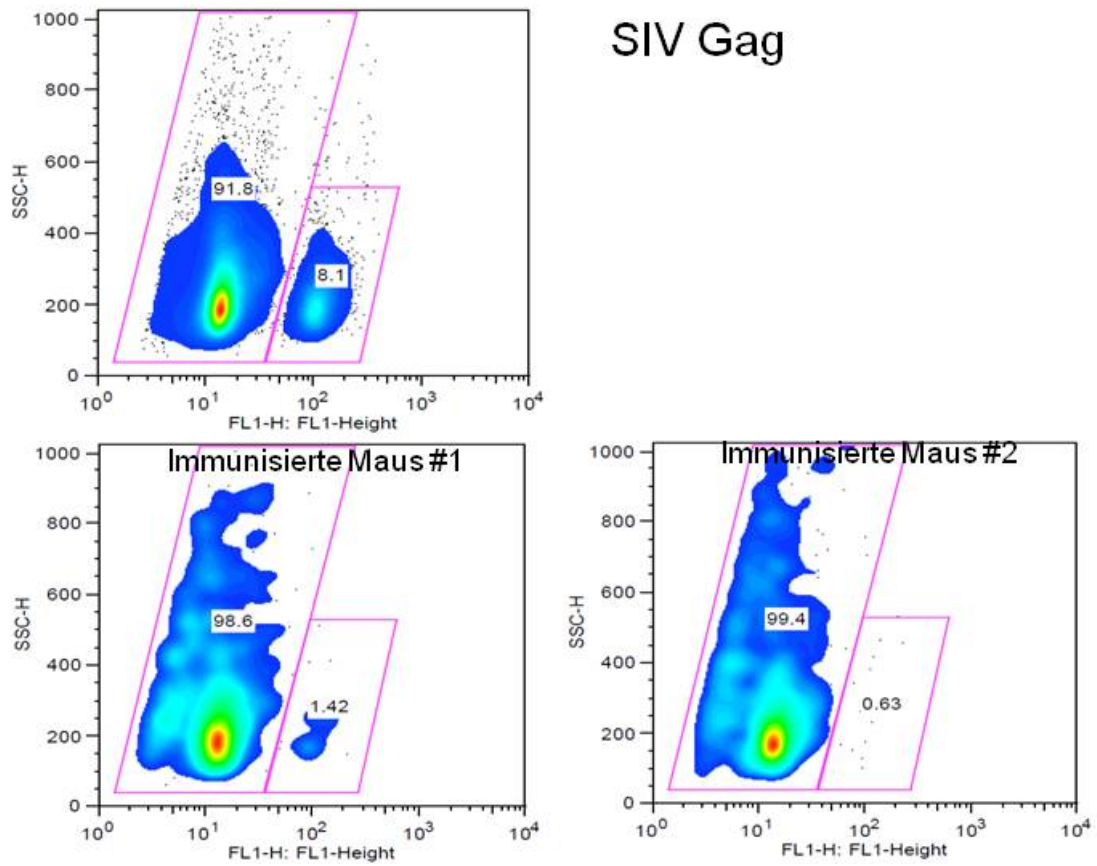 SIV Gag
1000
800
600
400
200
0
SSC-H
91.8
8.1
10^0 10^1 10^2 10^3 10^4
FL1-H: FL1-Height
Immunisierte Maus #1
1000
800
600
400
200
0
SSC-H
98.6
1.42
10^0 10^1 10^2 10^3 10^4
FL1-H: FL1-Height
Immunisierte Maus #2
1000
800
600
400
200
0
SSC-H
99.4
0.63
10^0 10^1 10^2 10^3 10^4
FL1-H: FL1-Height